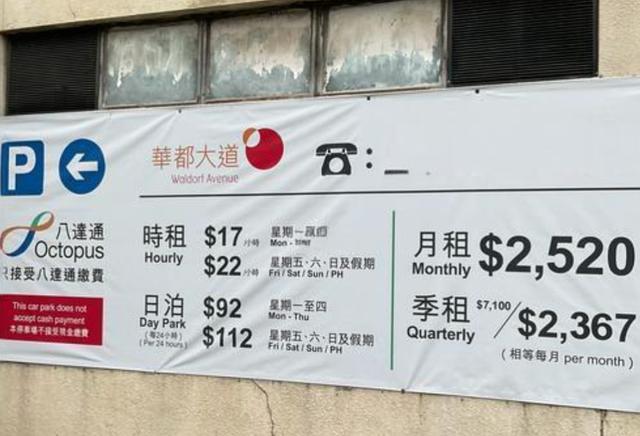 P
華都大道
Waldorf Avenue
:
八達通
Octopus
只接受八達通繳費
This car park does not
accept cash payment
本停車場不接受現金繳費
時租
Hourly
$17 /小時 星期一
Mon -
$22 /小時 星期五、六、日及假期
Fri / Sat / Sun / PH
日泊
Day Park
(每24小時)
(Per 24 hours)
$92 星期一至四
Mon - Thu
$112 星期五、六、日及假期
Fri / Sat / Sun / PH
月租
Monthly
$2,520
季租
Quarterly
$7,100 / $2,367
(相等每月 per month)